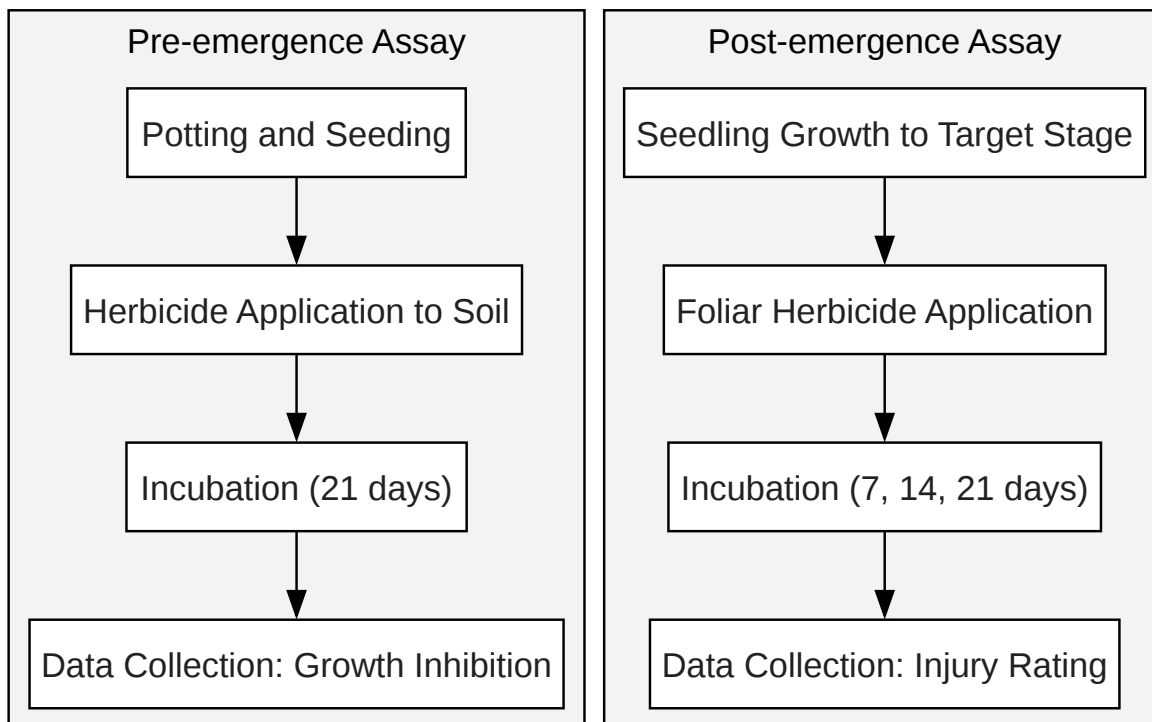 Pre-emergence Assay
Potting and Seeding
Herbicide Application to Soil
Incubation (21 days)
Data Collection: Growth Inhibition
Post-emergence Assay
Seedling Growth to Target Stage
Foliar Herbicide Application
Incubation (7, 14, 21 days)
Data Collection: Injury Rating